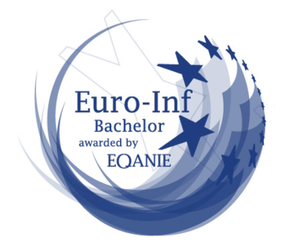 Euro-Inf
Bachelor
awarded by
EQANIE